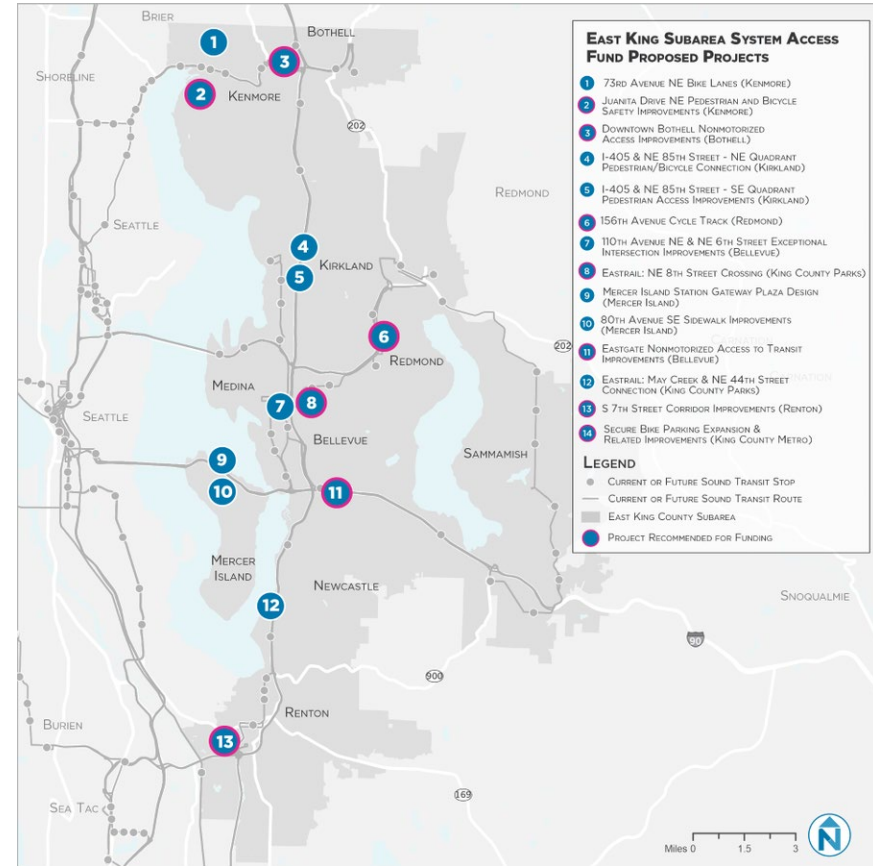 BRIER
BOTHELL
1
3
SHORELINE
2
KENMORE
202
REDMOND
SEATTLE
4
KIRKLAND
5
6
REDMOND
202
MEDINA
7
8
SEATTLE
BELLEVUE
SAMMAMISH
9
10
11
MERCER
ISLAND
NEWCASTLE
12
SNOQUALMIE
90
900
RENTON
BURIEN
13
SEA TAC
169
Miles 0 1.5 3
N
EAST KING SUBAREA SYSTEM ACCESS
FUND PROPOSED PROJECTS
1 73RD AVENUE NE BIKE LANES (KENMORE)
2 JUANITA DRIVE NE PEDESTRIAN AND BICYCLE
SAFETY IMPROVEMENTS (KENMORE)
3 DOWNTOWN BOTHELL NONMOTORIZED
ACCESS IMPROVEMENTS (BOTHELL)
4 I-405 & NE 85TH STREET - NE QUADRANT
PEDESTRIAN/BICYCLE CONNECTION (KIRKLAND)
5 I-405 & NE 85TH STREET - SE QUADRANT
PEDESTRIAN ACCESS IMPROVEMENTS (KIRKLAND)
6 156TH AVENUE CYCLE TRACK (REDMOND)
7 110TH AVENUE NE & NE 6TH STREET EXCEPTIONAL
INTERSECTION IMPROVEMENTS (BELLEVUE)
8 EASTRAIL: NE 8TH STREET CROSSING (KING COUNTY PARKS)
9 MERCER ISLAND STATION GATEWAY PLAZA DESIGN
(MERCER ISLAND)
10 80TH AVENUE SE SIDEWALK IMPROVEMENTS
(MERCER ISLAND)
11 EASTGATE NONMOTORIZED ACCESS TO TRANSIT
IMPROVEMENTS (BELLEVUE)
12 EASTRAIL: MAY CREEK & NE 44TH STREET
CONNECTION (KING COUNTY PARKS)
13 S 7TH STREET CORRIDOR IMPROVEMENTS (RENTON)
14 SECURE BIKE PARKING EXPANSION &
RELATED IMPROVEMENTS (KING COUNTY METRO)
LEGEND
CURRENT OR FUTURE SOUND TRANSIT STOP
CURRENT OR FUTURE SOUND TRANSIT ROUTE
EAST KING COUNTY SUBAREA
PROJECT RECOMMENDED FOR FUNDING